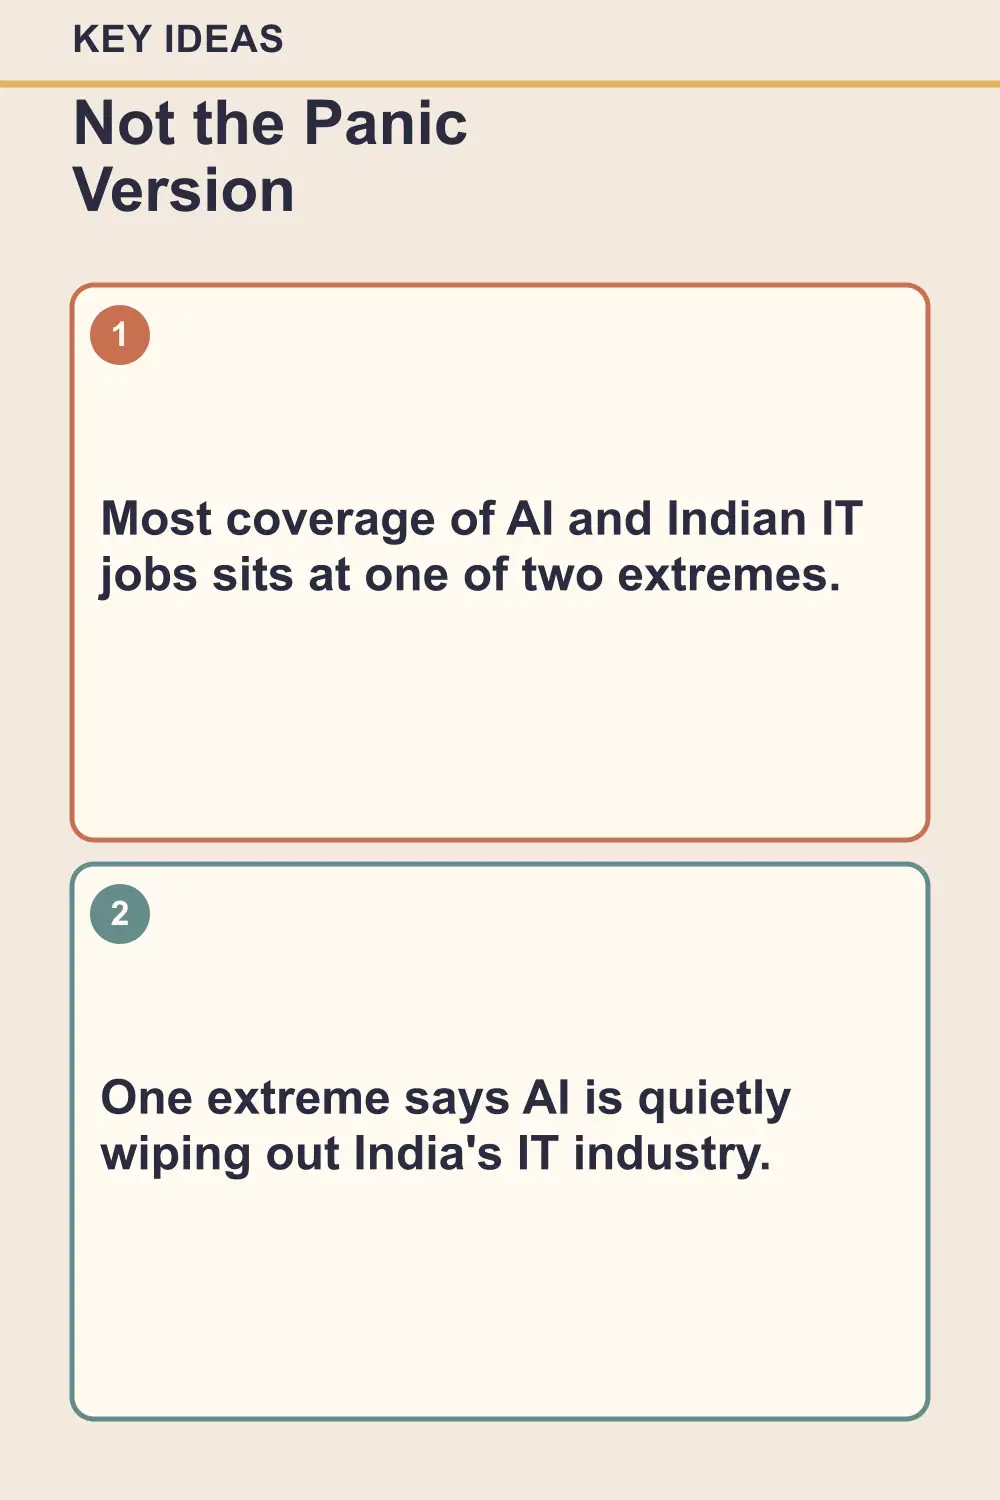 KEY IDEAS
Not the Panic
Version
1
Most coverage of AI and Indian IT
jobs sits at one of two extremes.
2
One extreme says AI is quietly
wiping out India's IT industry.